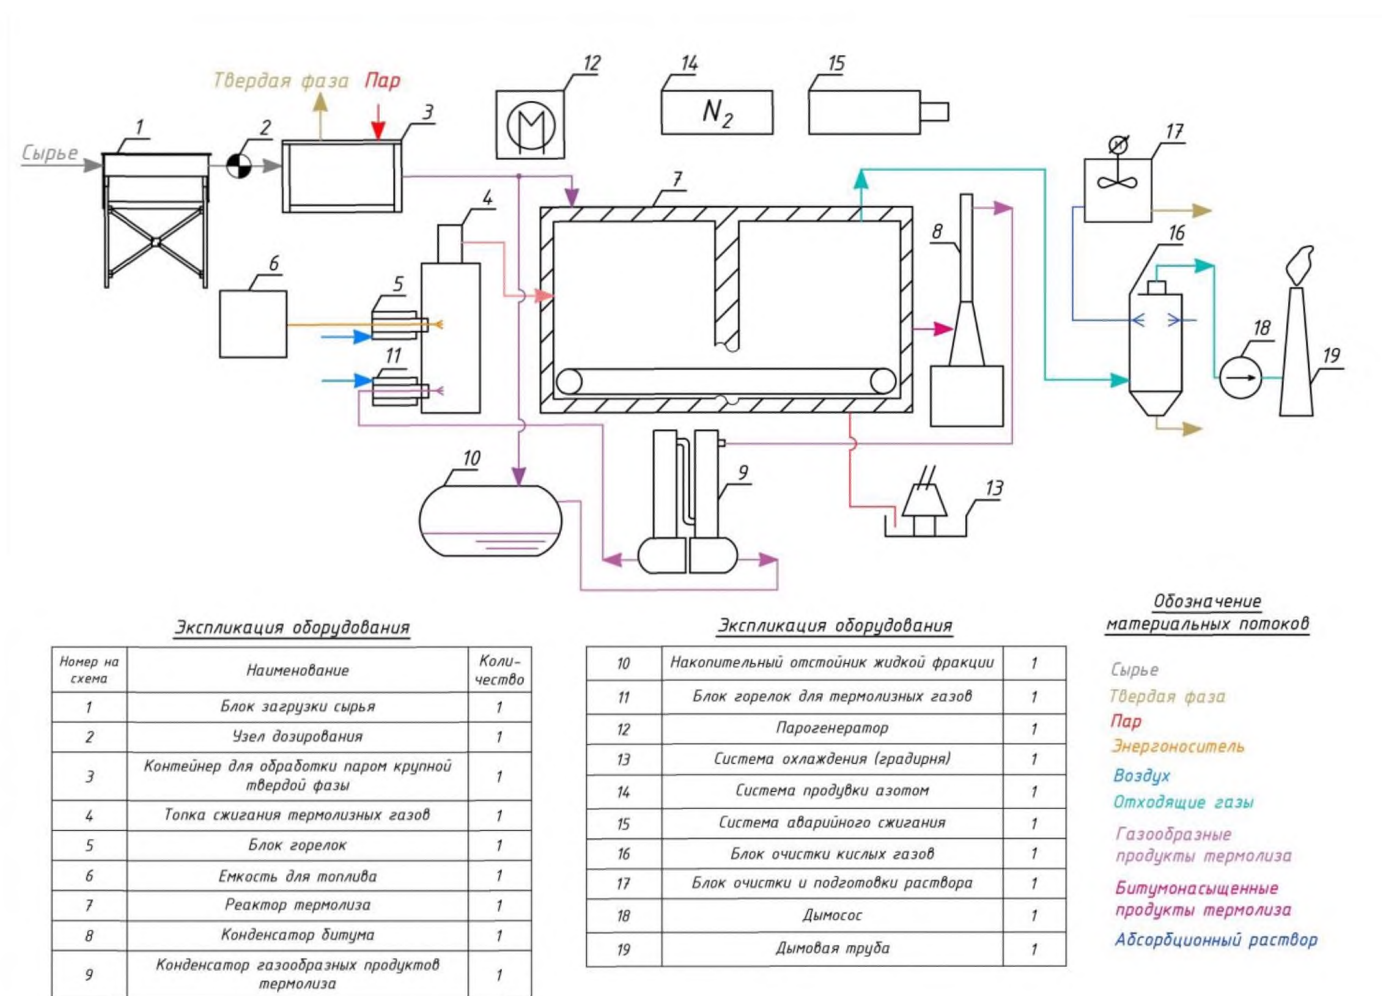 12
14
15
Твердая фаза
Пар
3
1
2
17
Сырье
N2
7
4
8
16
6
5
18
19
11
10
9
13
Экспликация оборудования
Номер на схема
Наименование
Коли-чество
1
Блок загрузки сырья
1
2
Узел дозирования
1
3
Контейнер для обработки паром крупной
твердой фазы
1
4
Топка сжигания термолизных газов
1
5
Блок горелок
1
6
Емкость для топлива
1
7
Реактор термолиза
1
8
Конденсатор битума
1
9
Конденсатор газообразных продуктов
термолиза
1
Экспликация оборудования
10
Накопительный отстойник жидкой фракции
1
11
Блок горелок для термолизных газов
1
12
Парогенератор
1
13
Система охлаждения (градирня)
1
14
Система продувки азотом
1
15
Система аварийного сжигания
1
16
Блок очистки кислых газов
1
17
Блок очистки и подготовки раствора
1
18
Дымосос
1
19
Дымовая труба
1
Обозначение
материальных потоков
Сырье
Твердая фаза
Пар
Энергоноситель
Воздух
Отходящие газы
Газообразные
продукты термолиза
Битумонасыщенные
продукты термолиза
Абсорбционный раствор